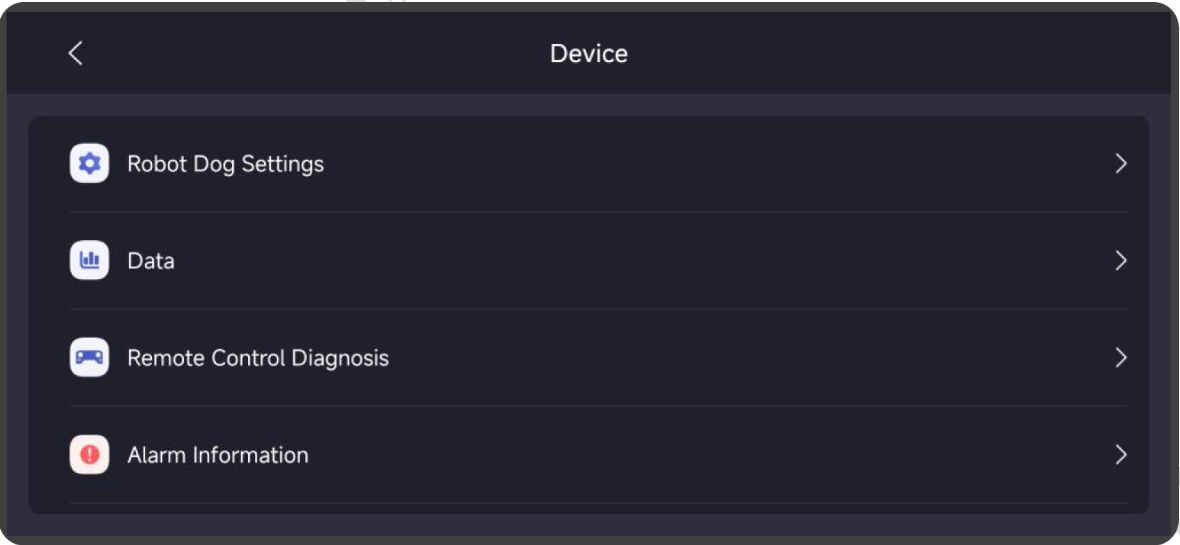 Device
Robot Dog Settings
Data
Remote Control Diagnosis
Alarm Information